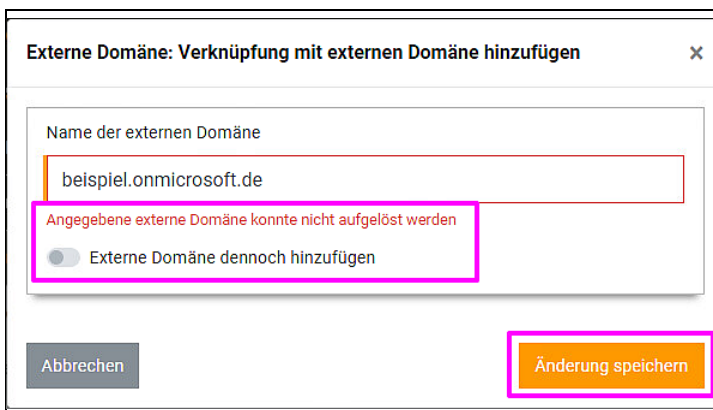 Externe Domäne: Verknüpfung mit externen Domäne hinzufügen ×
Name der externen Domäne
beispiel.onmicrosoft.de
Angegebene externe Domäne konnte nicht aufgelöst werden
Externe Domäne dennoch hinzufügen
Abbrechen
Änderung speichern